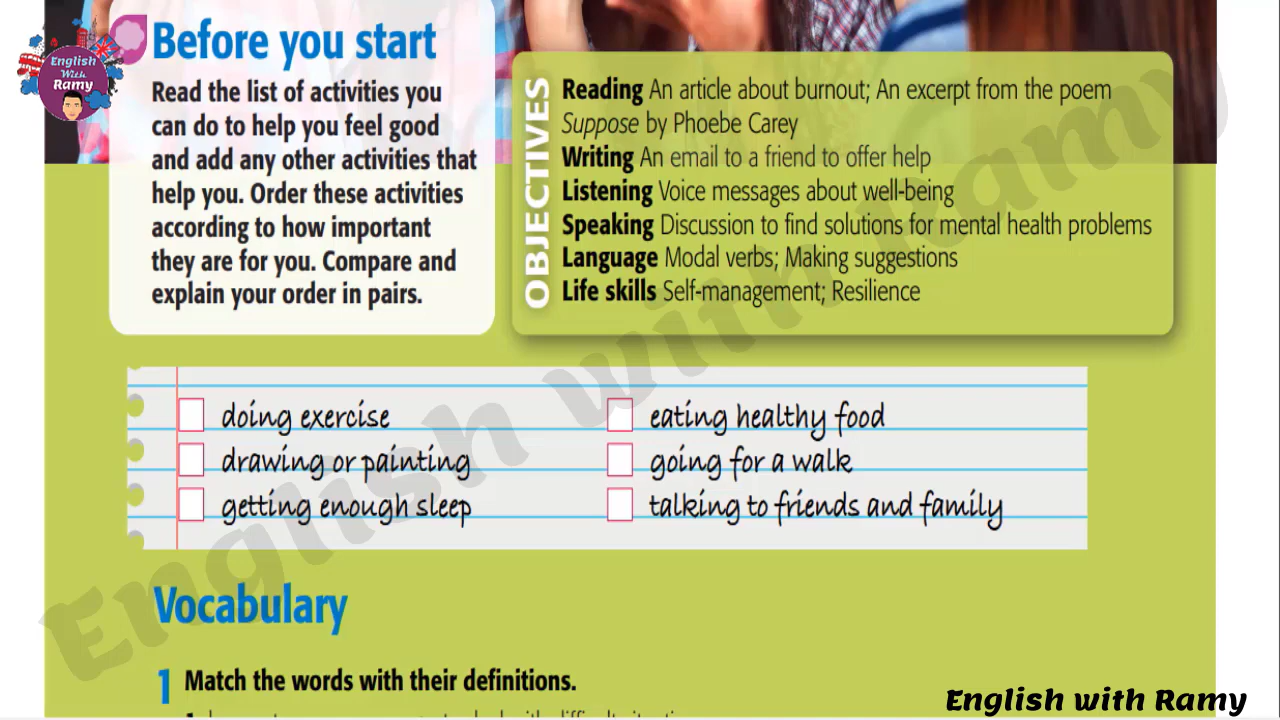 English
With
Ramy
Before you start
Read the list of activities you
can do to help you feel good
and add any other activities that
help you. Order these activities
according to how important
they are for you. Compare and
explain your order in pairs.
OBJECTIVES
Reading An article about burnout; An excerpt from the poem
Suppose by Phoebe Carey
Writing An email to a friend to offer help
Listening Voice messages about well-being
Speaking Discussion to find solutions for mental health problems
Language Modal verbs; Making suggestions
Life skills Self-management; Resilience
doing exercise
drawing or painting
getting enough sleep
eating healthy food
going for a walk
talking to friends and family
Vocabulary
1 Match the words with their definitions.
English with Ramy
English with Ramy